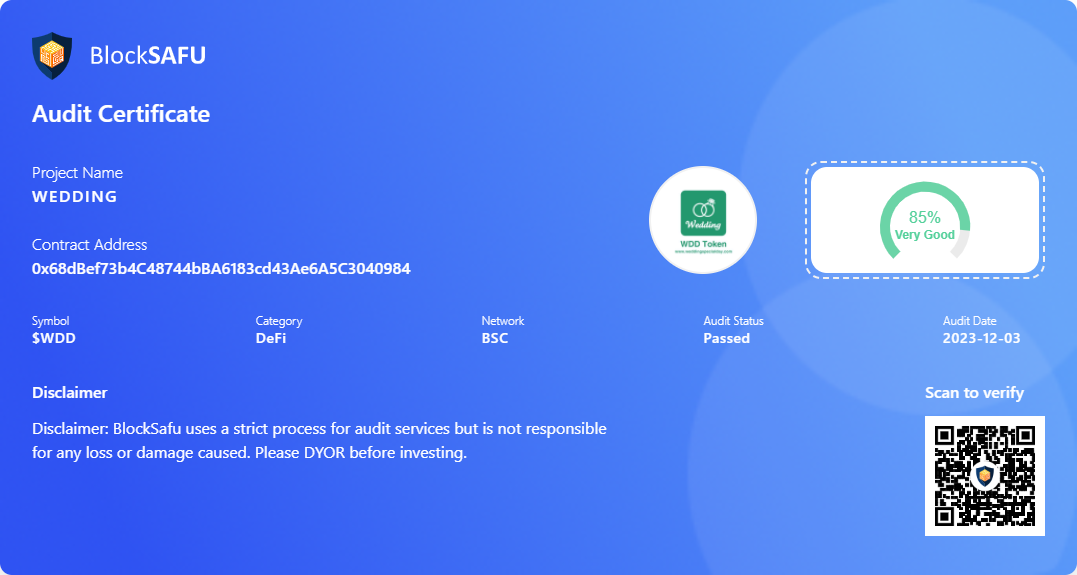 BlockSAFU
Audit Certificate
Project Name
WEDDING
Contract Address
0x68dBef73b4C48744bBA6183cd43Ae6A5C3040984
Wedding
WDD Token
85%
Very Good
Symbol
$WDD
Category
DeFi
Network
BSC
Audit Status
Passed
Audit Date
2023-12-03
Disclaimer
Disclaimer: BlockSafu uses a strict process for audit services but is not responsible
for any loss or damage caused. Please DYOR before investing.
Scan to verify